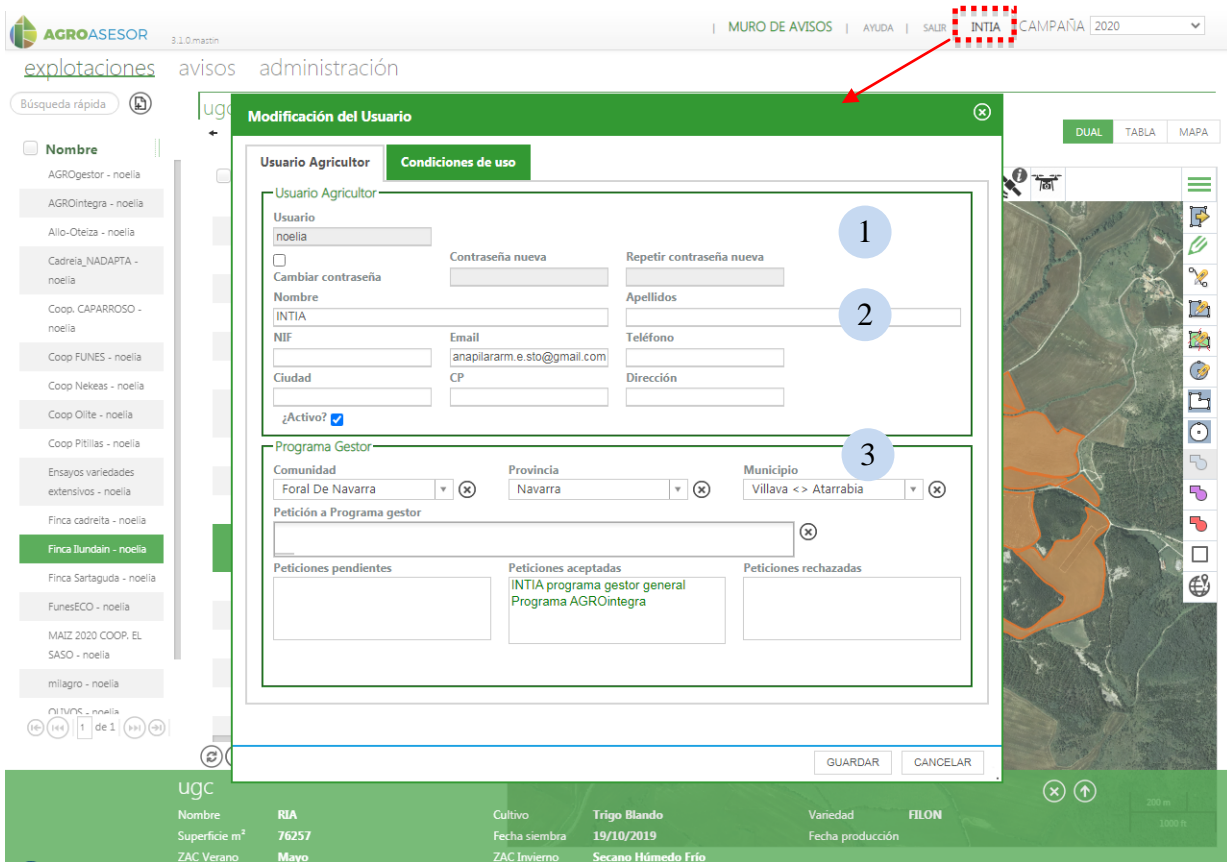 AGROASESOR 3.1.0.mastin
| MURO DE AVISOS | AYUDA | SALIR INTIA CAMPAÑA 2020
explotaciones avisos administración
Búsqueda rápida
ugc
Modificación del Usuario
DUAL TABLA MAPA
Nombre
AGROgestor - noelia
AGROintegra - noelia
Allo-Oteiza - noelia
Cadreia_NADAPTA -
noelia
Coop. CAPARROSO -
noelia
Coop FUNES - noelia
Coop Nekeas - noelia
Coop Olite - noelia
Coop Pitillas - noelia
Ensayos variedades
extensivos - noelia
Finca cadreita - noelia
Finca Ilundain - noelia
Finca Sartaguda - noelia
FunesECO - noelia
MAIZ 2020 COOP. EL
SASO - noelia
milagro - noelia
OLIVOS - noelia
1 de 1
Usuario Agricultor Condiciones de uso
Usuario Agricultor
Usuario
noelia
1
Cambiar contraseña
Contraseña nueva Repetir contraseña nueva
Nombre Apellidos
INTIA
2
NIF Email Teléfono
anapilararm.e.sto@gmail.com
Ciudad CP Dirección
¿Activo?
Programa Gestor
3
Comunidad Provincia Municipio
Foral De Navarra Navarra Villava <> Atarrabia
Petición a Programa gestor
Peticiones pendientes Peticiones aceptadas Peticiones rechazadas
INTIA programa gestor general
Programa AGROintegra
GUARDAR CANCELAR
ugc
Nombre RIA Cultivo Trigo Blando Variedad FILON
Superficie m² 76257 Fecha siembra 19/10/2019 Fecha producción
ZAC Verano Mayo ZAC Invierno Secano Húmedo Frío
200 m
1000 ft